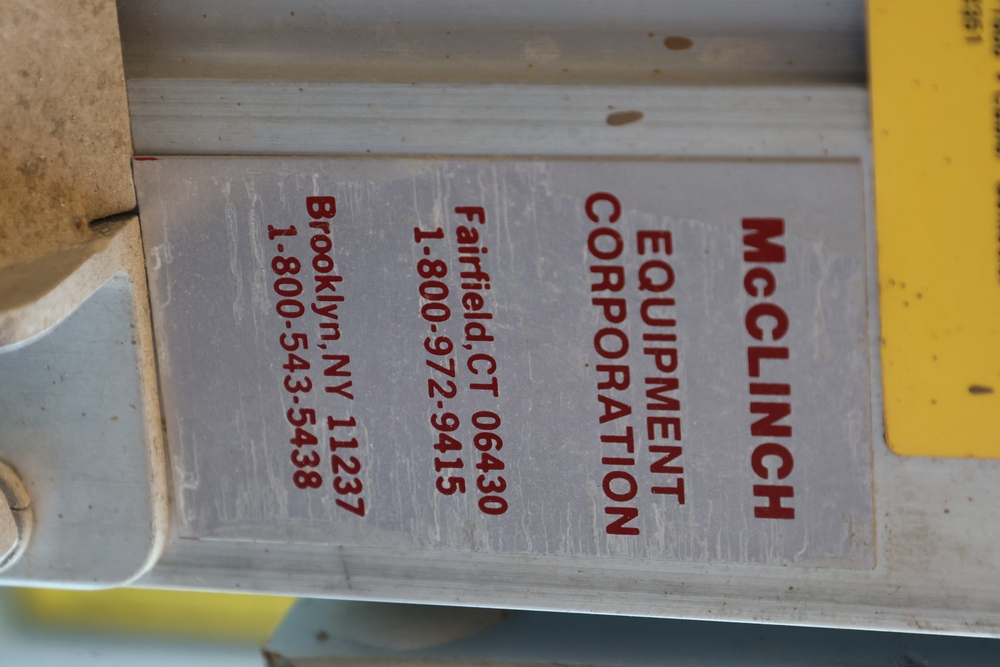 McCLINCH
EQUIPMENT
CORPORATION
Fairfield, CT 06430
1-800-972-9415
Brooklyn, NY 11237
1-800-543-5438